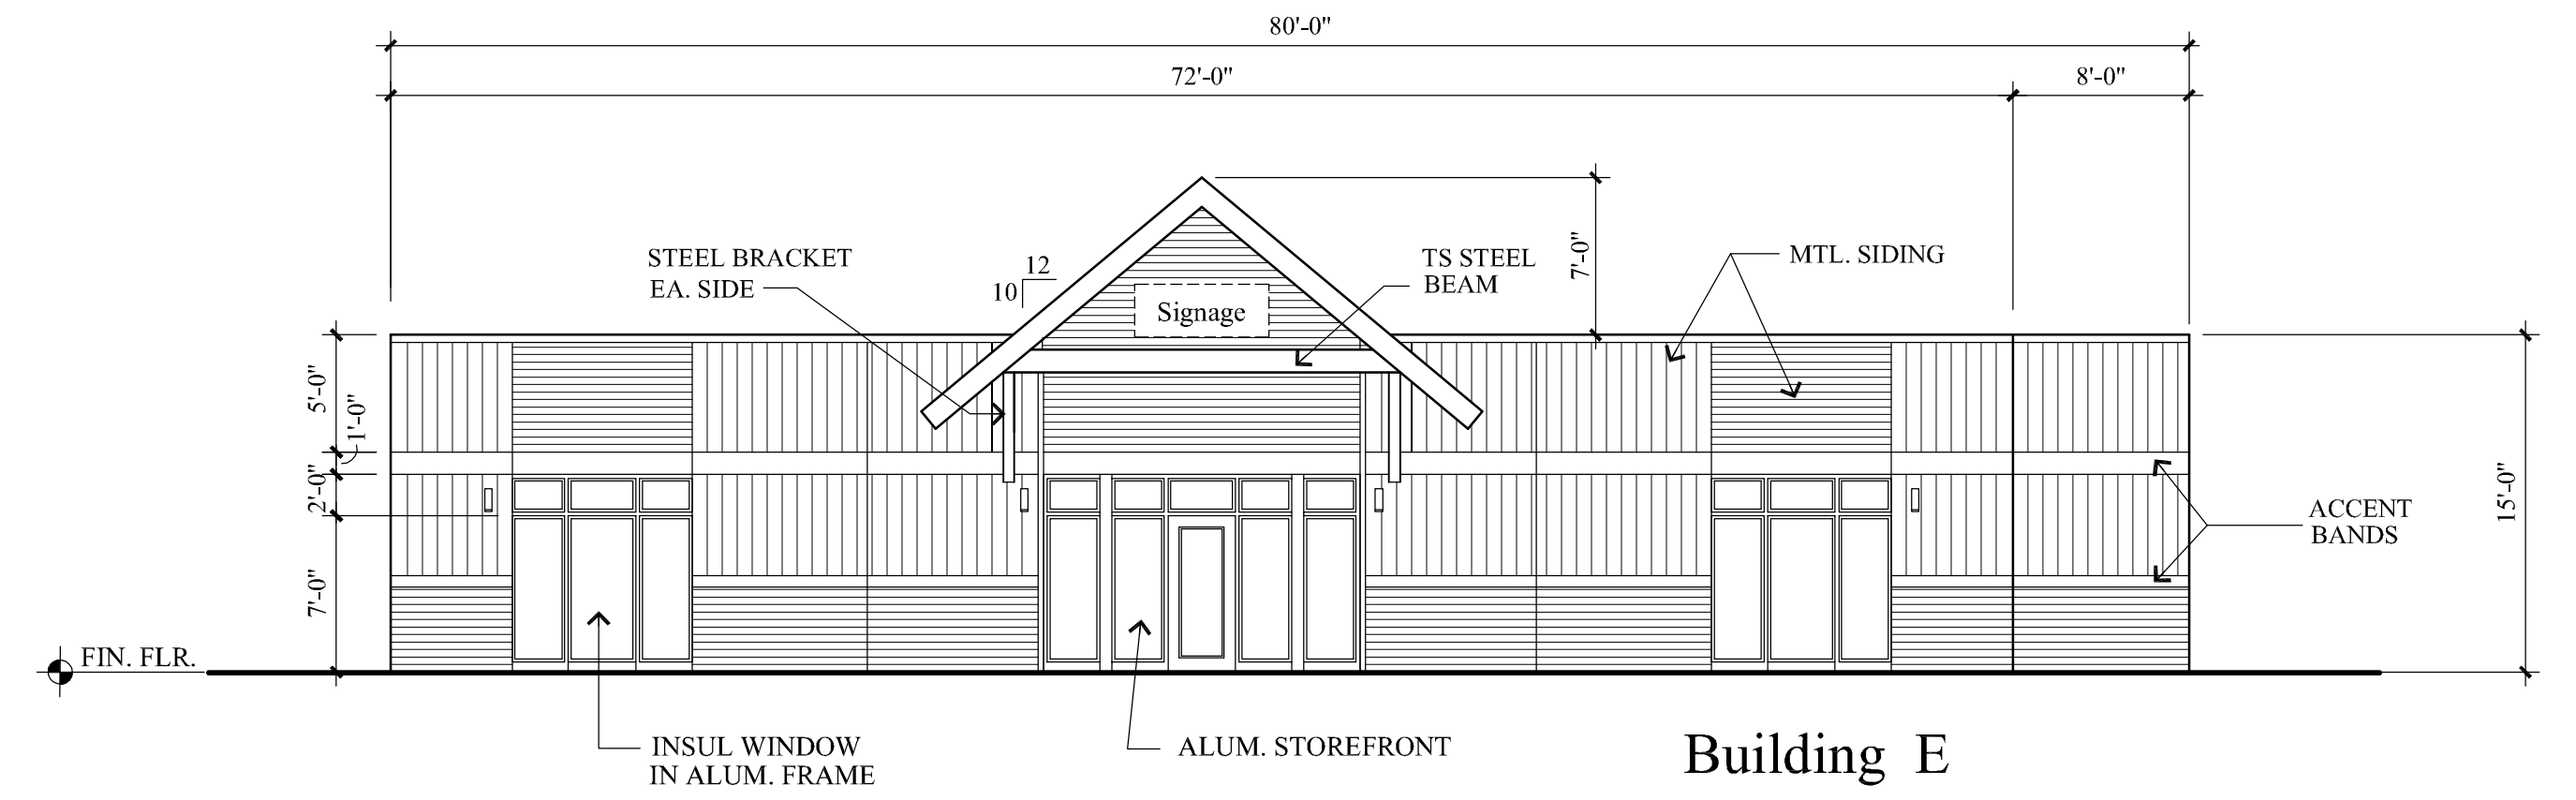 80'-0"
72'-0"
8'-0"
STEEL BRACKET
EA. SIDE
12
10
TS STEEL
BEAM
7'-0"
MTL. SIDING
Signage
5'-0"
1'-0"
2'-0"
7'-0"
15'-0"
ACCENT
BANDS
FIN. FLR.
INSUL WINDOW
IN ALUM. FRAME
ALUM. STOREFRONT
Building E